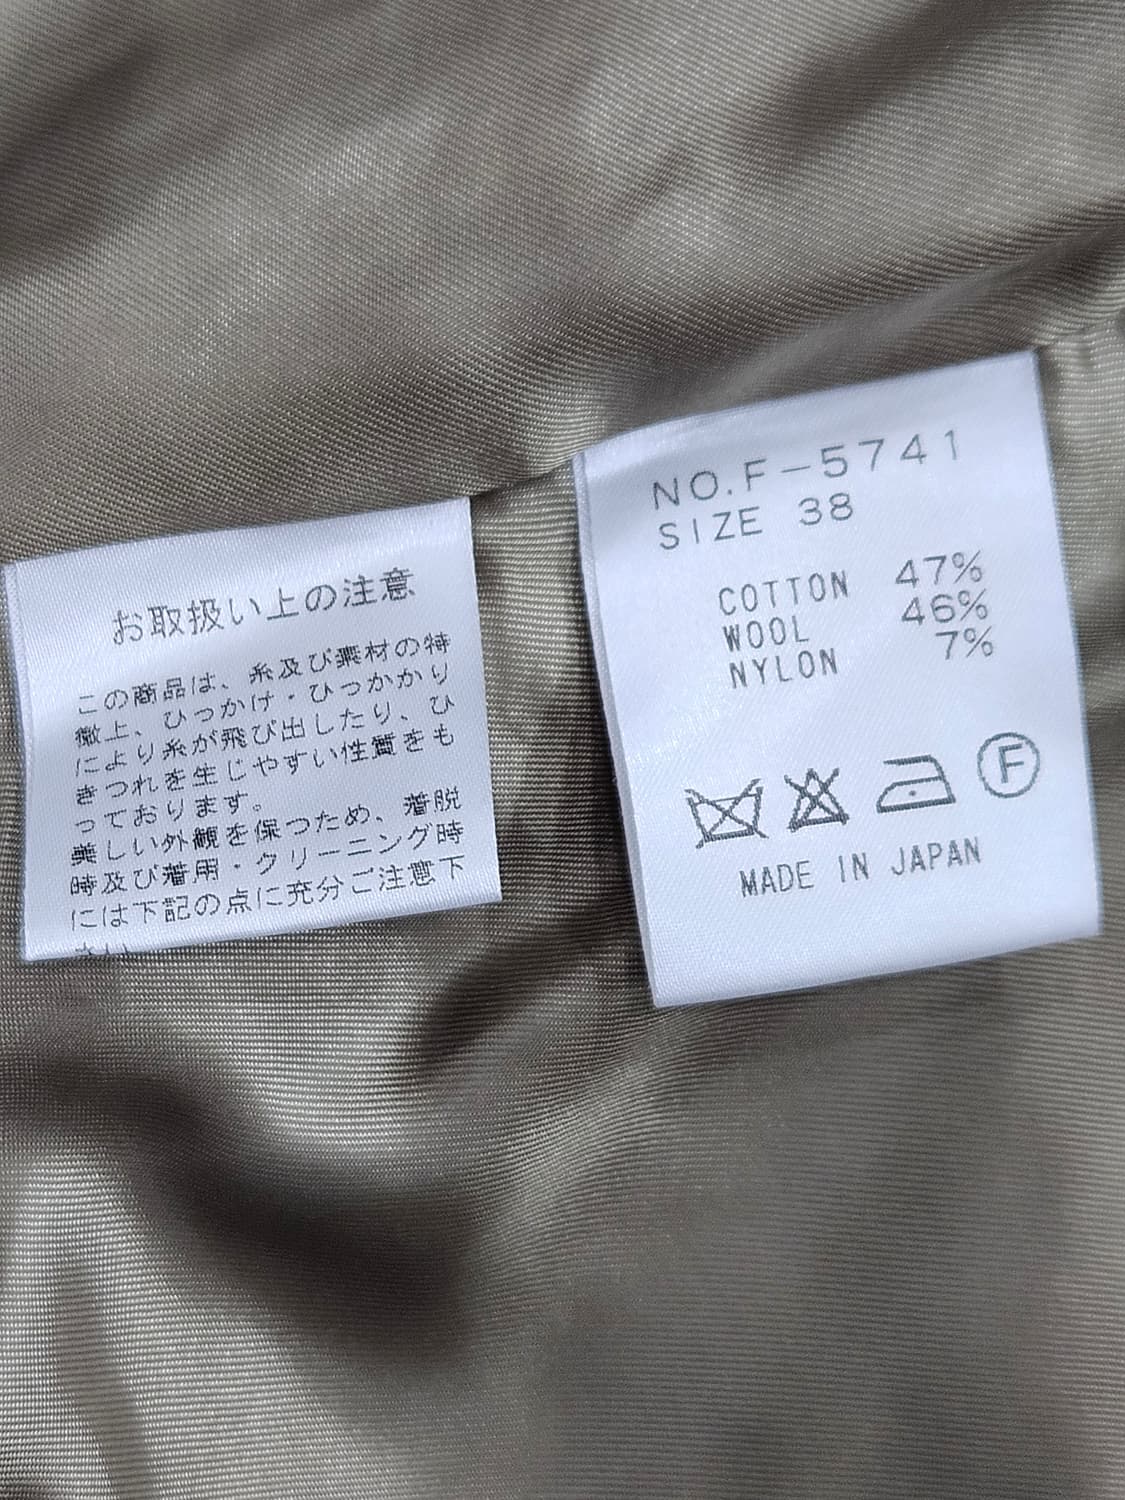 お取扱い上の注意
この商品は、糸及び素材の特
徴上、ひっかけ・ひっかかり
により糸が飛び出したり、ひ
きつれを生じやすい性質をも
っております。
美しい外観を保つため、着脱
時及び着用・クリーニング時
には下記の点に充分ご注意下
さい
NO.F-5741
SIZE 38
COTTON 47%
WOOL 46%
NYLON 7%
F
MADE IN JAPAN